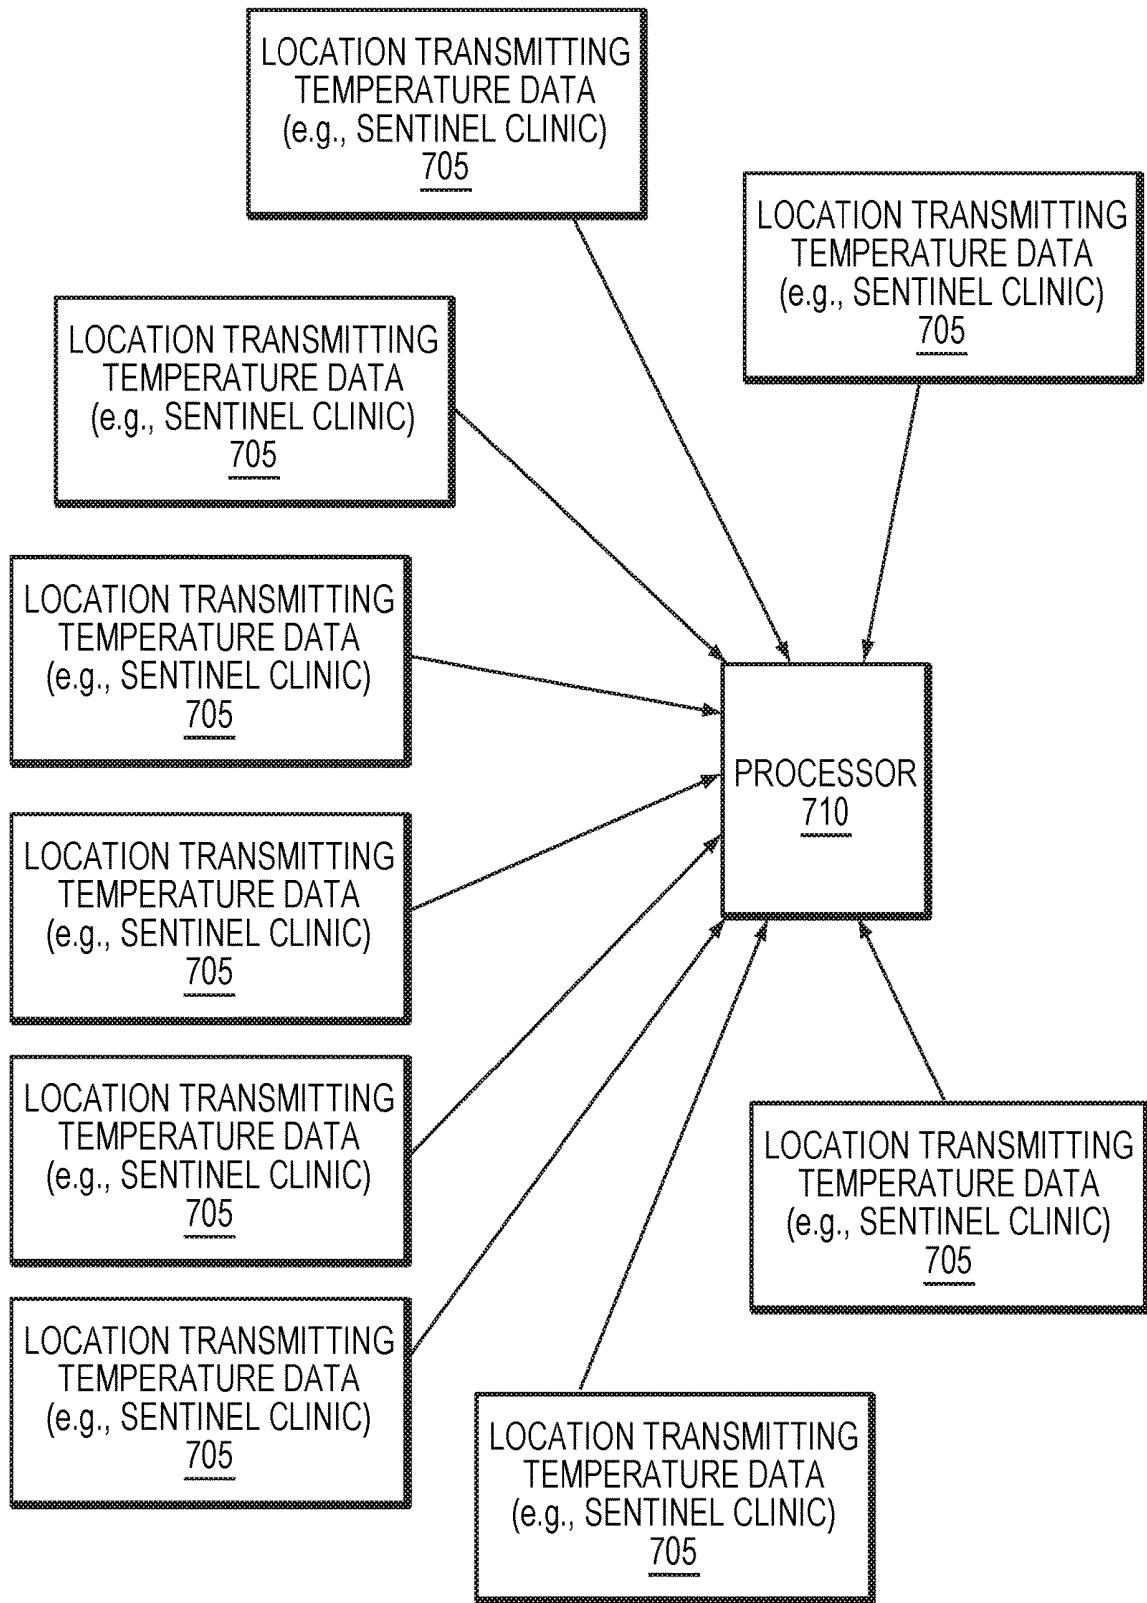 LOCATION TRANSMITTING
TEMPERATURE DATA
(e.g., SENTINEL CLINIC)
705
LOCATION TRANSMITTING
TEMPERATURE DATA
(e.g., SENTINEL CLINIC)
705
LOCATION TRANSMITTING
TEMPERATURE DATA
(e.g., SENTINEL CLINIC)
705
LOCATION TRANSMITTING
TEMPERATURE DATA
(e.g., SENTINEL CLINIC)
705
PROCESSOR
710
LOCATION TRANSMITTING
TEMPERATURE DATA
(e.g., SENTINEL CLINIC)
705
LOCATION TRANSMITTING
TEMPERATURE DATA
(e.g., SENTINEL CLINIC)
705
LOCATION TRANSMITTING
TEMPERATURE DATA
(e.g., SENTINEL CLINIC)
705
LOCATION TRANSMITTING
TEMPERATURE DATA
(e.g., SENTINEL CLINIC)
705
LOCATION TRANSMITTING
TEMPERATURE DATA
(e.g., SENTINEL CLINIC)
705